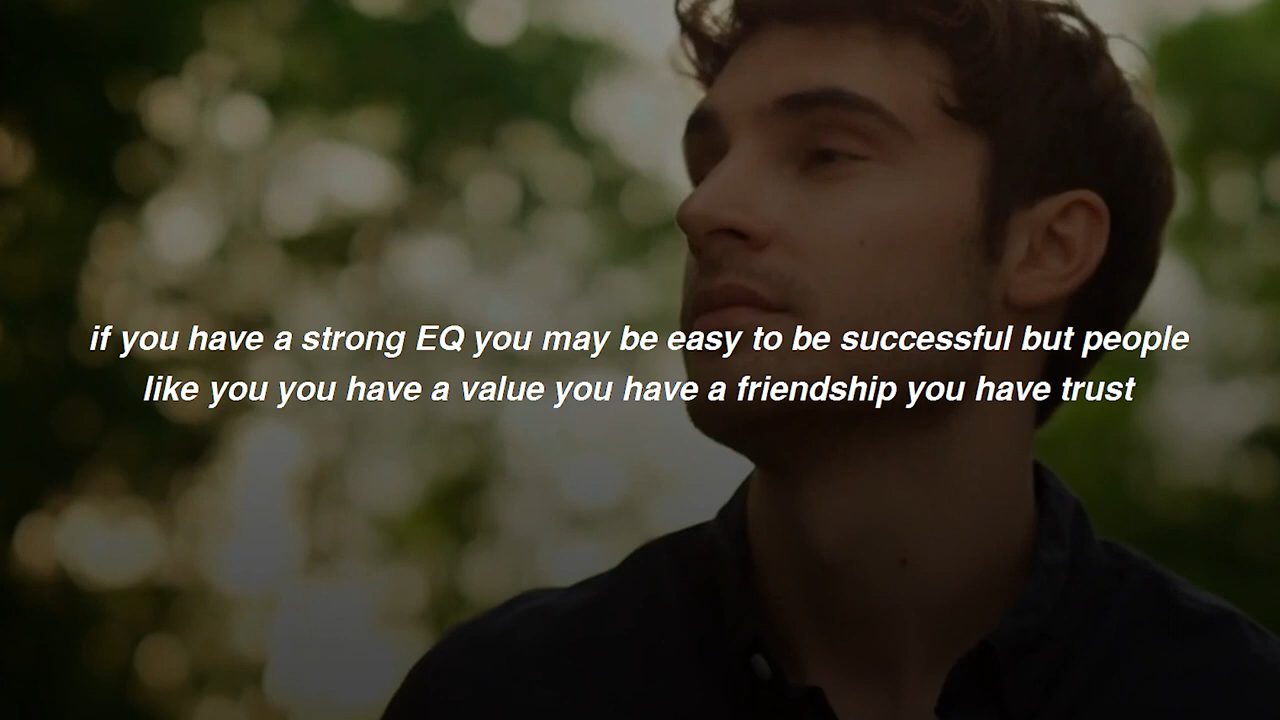 if you have a strong EQ you may be easy to be successful but people
like you you have a value you have a friendship you have trust